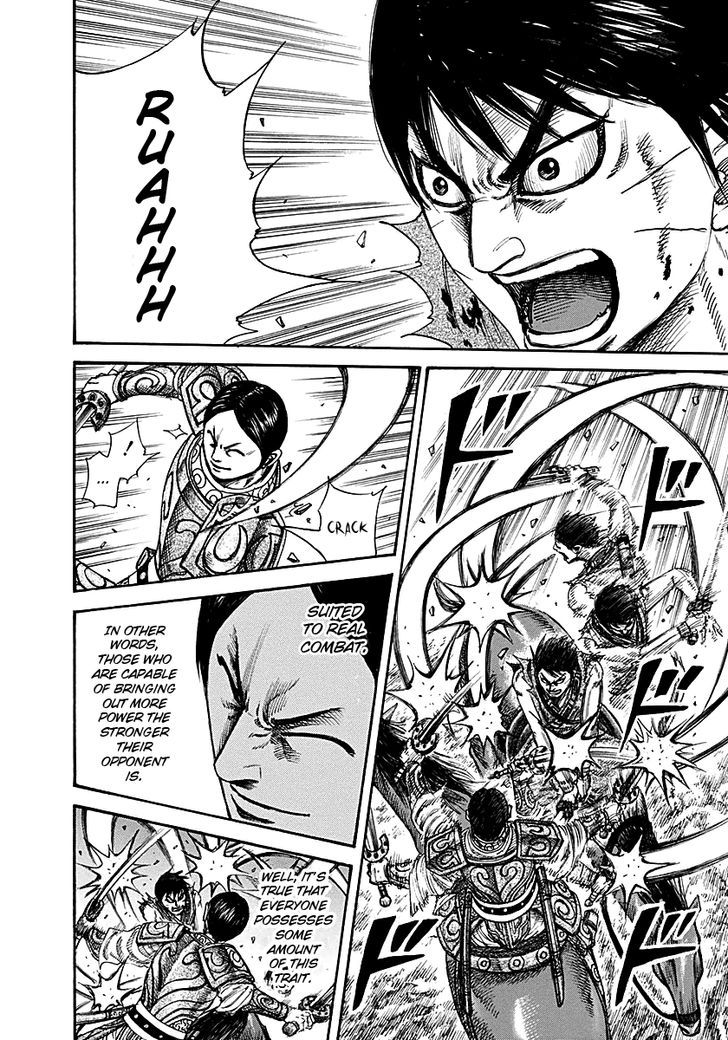 RUAHHH
ド
ド
ド
ド
ド
ド
CRACK
...
!
SUITED
TO REAL
COMBAT.
IN OTHER
WORDS,
THOSE WHO
ARE CAPABLE
OF BRINGING
OUT MORE
POWER THE
STRONGER
THEIR
OPPONENT
IS.
WELL, IT'S
TRUE THAT
EVERYONE
POSSESSES
SOME
AMOUNT
OF THIS
TRAIT.